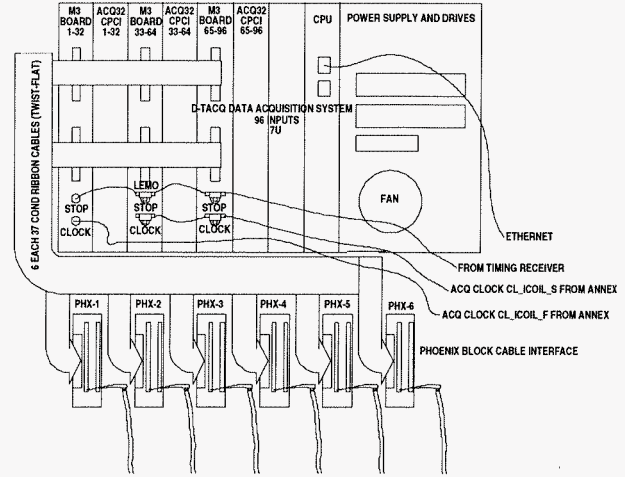 M3
BOARD
1-32
ACQ32
CPCI
1-32
M3
BOARD
33-64
ACQ32
CPCI
33-64
M3
BOARD
65-96
ACQ32
CPCI
65-96
CPU
POWER SUPPLY AND DRIVES
D-TACQ DATA ACQUISITION SYSTEM
96 INPUTS
7U
6 EACH 37 COND RIBBON CABLES (TWIST-FLAT)
LEMO
STOP
STOP
STOP
CLOCK
CLOCK
CLOCK
FAN
ETHERNET
FROM TIMING RECEIVER
ACQ CLOCK CL_ICOIL_S FROM ANNEX
ACQ CLOCK CL_ICOIL_F FROM ANNEX
PHX-1
PHX-2
PHX-3
PHX-4
PHX-5
PHX-6
PHOENIX BLOCK CABLE INTERFACE